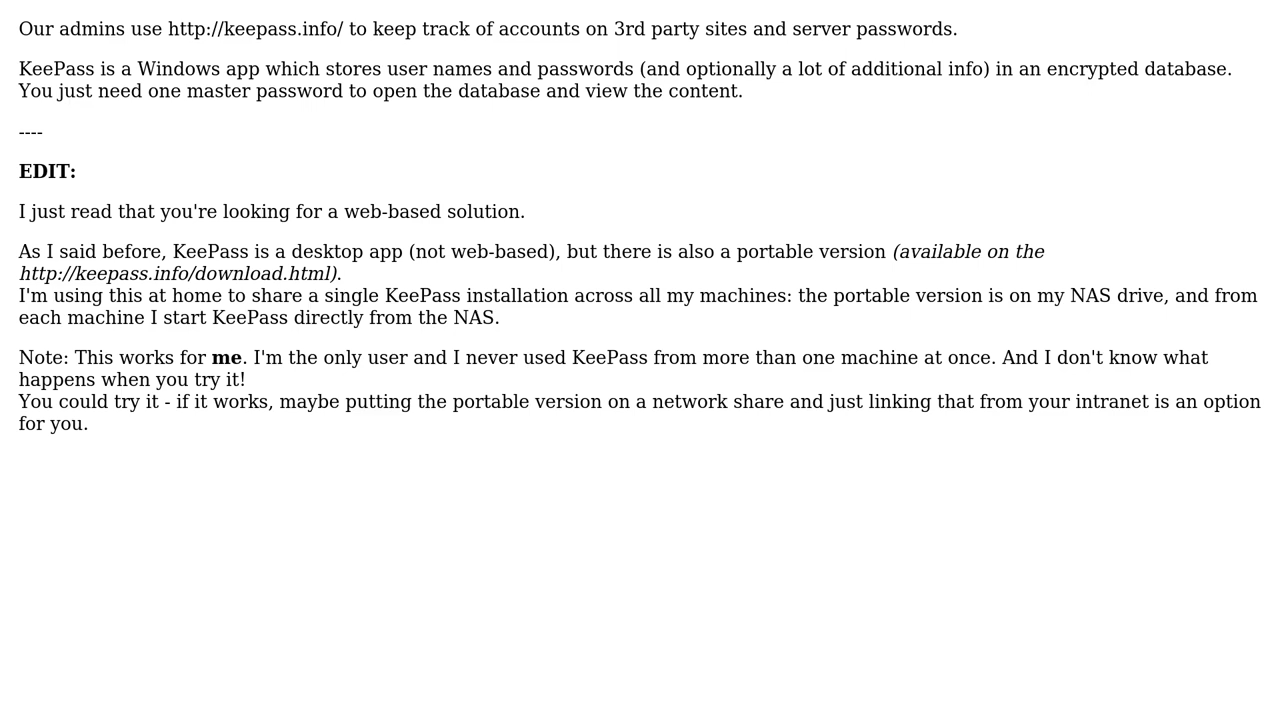 Our admins use http://keepass.info/ to keep track of accounts on 3rd party sites and server passwords.
KeePass is a Windows app which stores user names and passwords (and optionally a lot of additional info) in an encrypted database.
You just need one master password to open the database and view the content.
----
EDIT:
I just read that you're looking for a web-based solution.
As I said before, KeePass is a desktop app (not web-based), but there is also a portable version (available on the
http://keepass.info/download.html).
I'm using this at home to share a single KeePass installation across all my machines: the portable version is on my NAS drive, and from
each machine I start KeePass directly from the NAS.
Note: This works for me. I'm the only user and I never used KeePass from more than one machine at once. And I don't know what
happens when you try it!
You could try it - if it works, maybe putting the portable version on a network share and just linking that from your intranet is an option
for you.